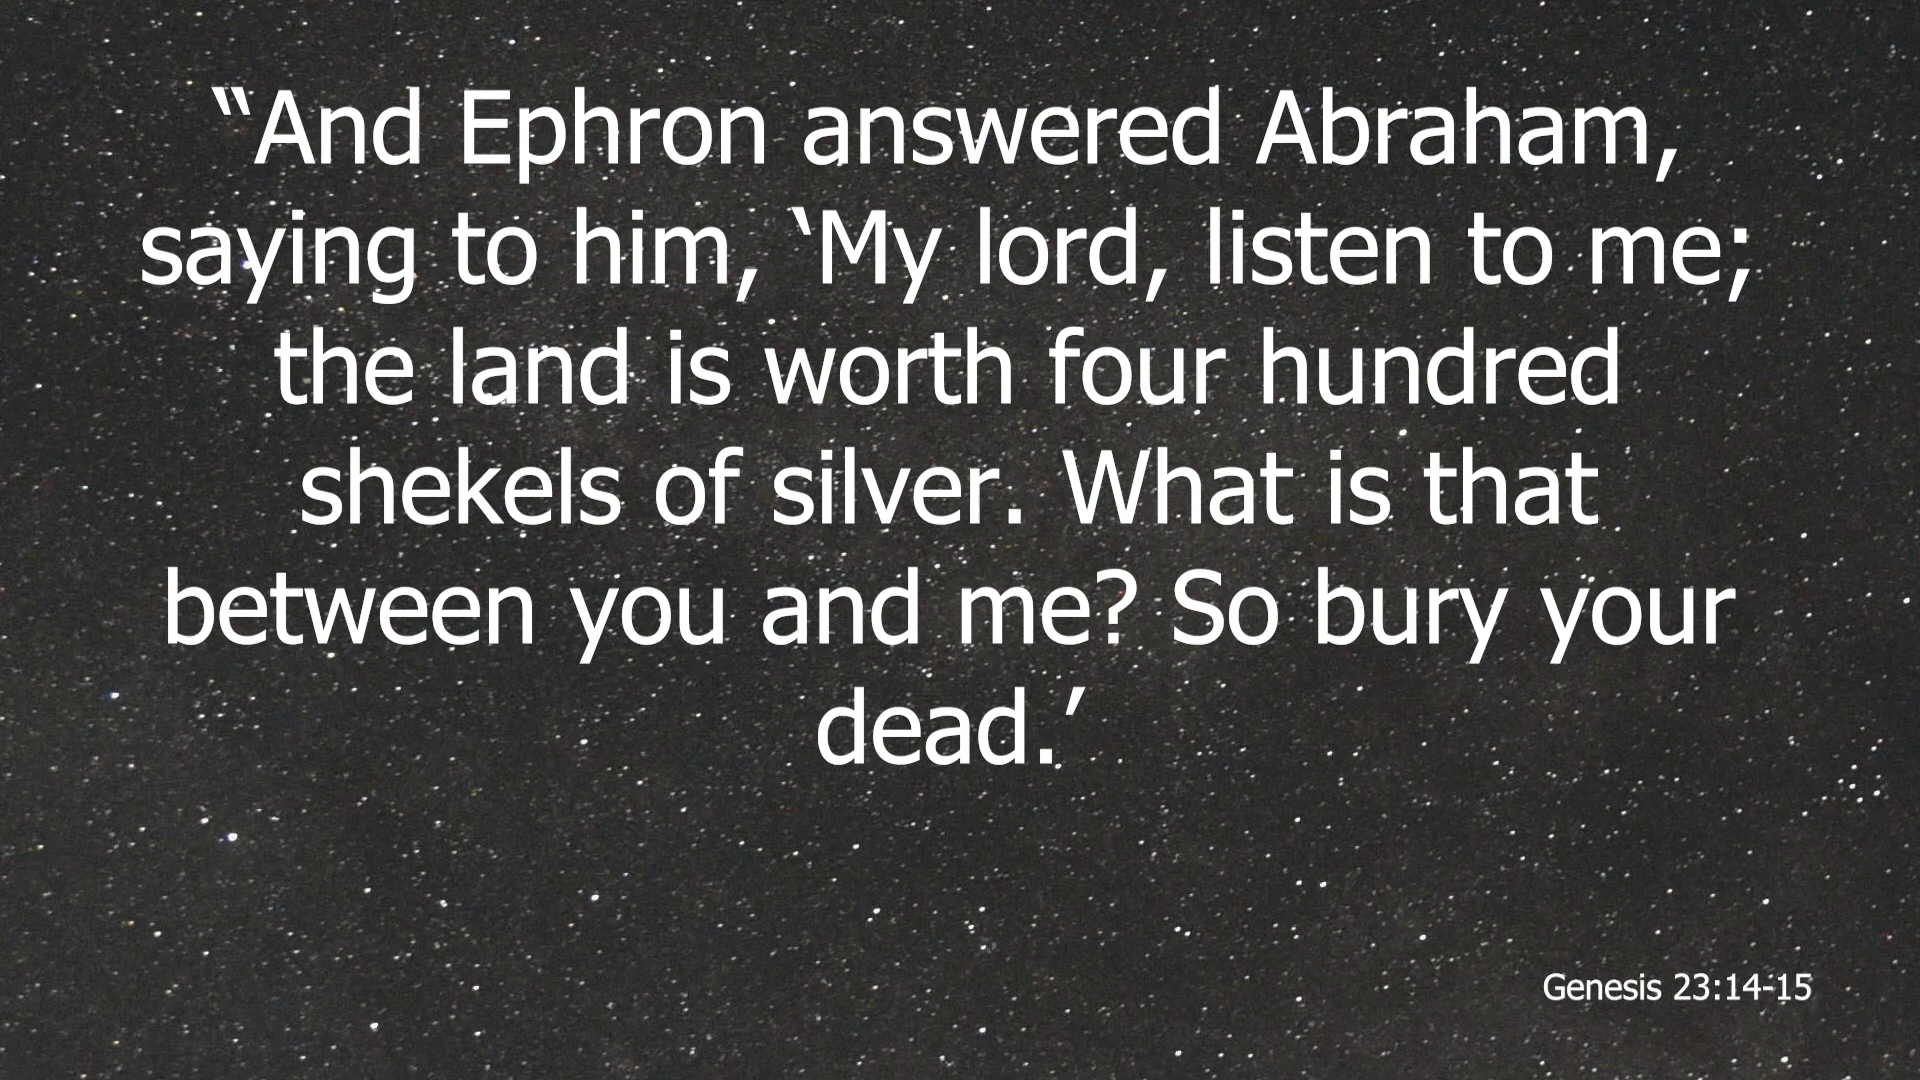 “And Ephron answered Abraham,
saying to him, ‘My lord, listen to me;
the land is worth four hundred
shekels of silver. What is that
between you and me? So bury your
dead.’
Genesis 23:14-15